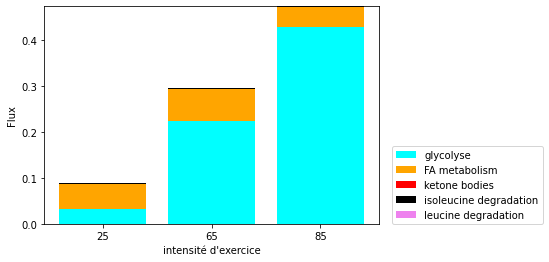 0.4
0.3
0.2
0.1
0.0
Flux
25
65
85
intensité d'exercice
glycolyse
FA metabolism
ketone bodies
isoleucine degradation
leucine degradation